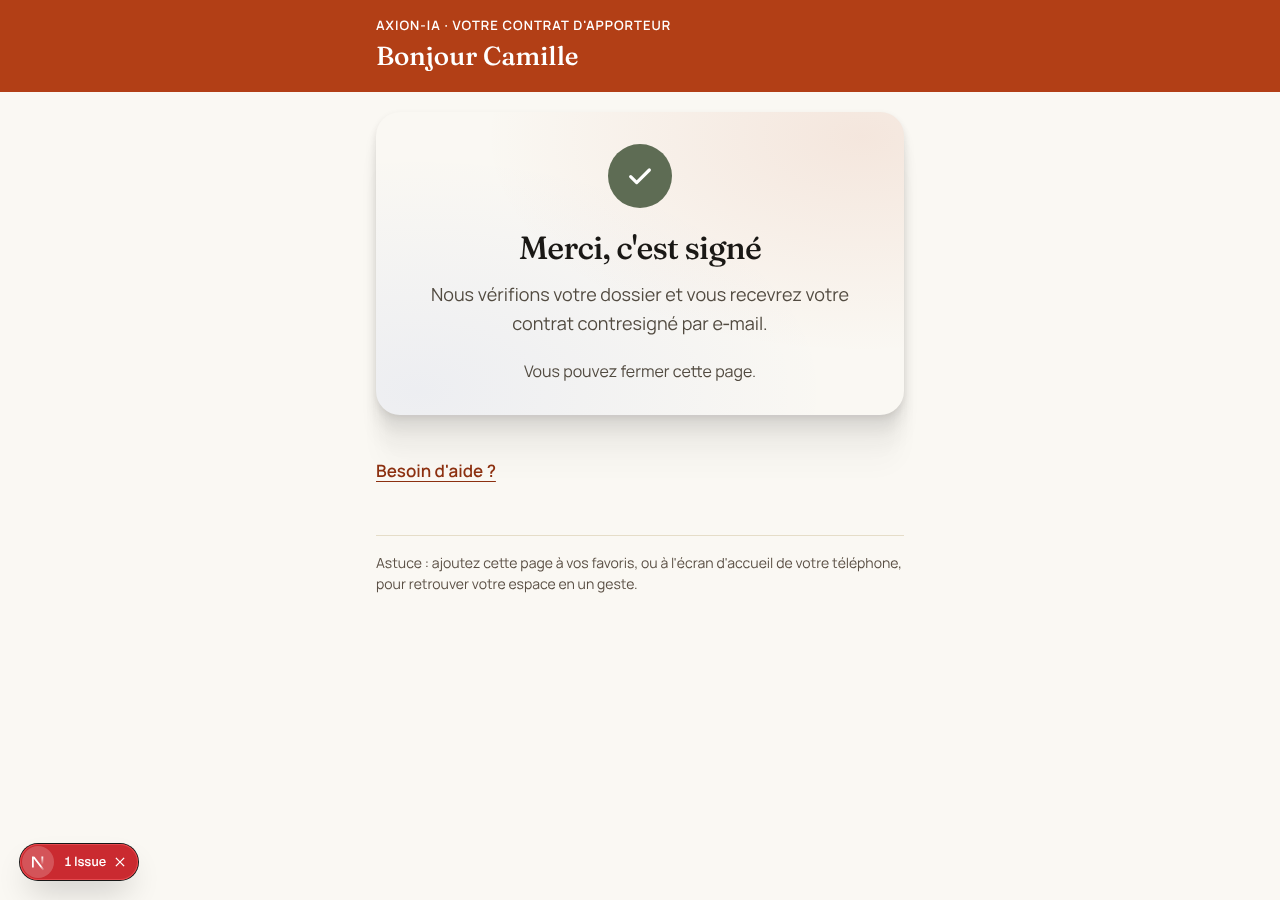 AXION-IA · VOTRE CONTRAT D'APPORTEUR
Bonjour Camille
Merci, c'est signé
Nous vérifions votre dossier et vous recevrez votre
contrat contresigné par e-mail.
Vous pouvez fermer cette page.
Besoin d'aide ?
Astuce : ajoutez cette page à vos favoris, ou à l'écran d'accueil de votre téléphone,
pour retrouver votre espace en un geste.
N 1 Issue